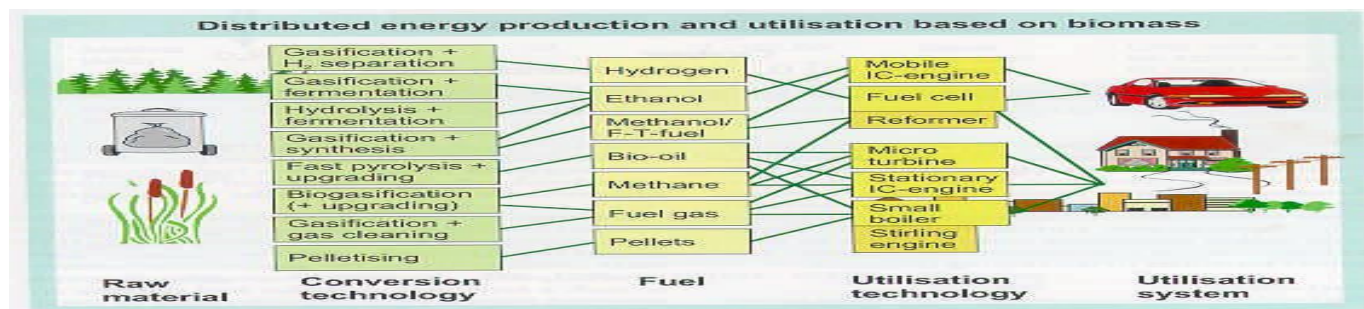 Distributed energy production and utilisation based on biomass
Gasification +
H₂ separation
Gasification +
fermentation
Hydrolysis +
fermentation
Gasification +
synthesis
Fast pyrolysis +
upgrading
Biogasification
(+ upgrading)
Gasification +
gas cleaning
Pelletising
Hydrogen
Ethanol
Methanol/
F-T-fuel
Bio-oil
Methane
Fuel gas
Pellets
Mobile
IC-engine
Fuel cell
Reformer
Micro
turbine
Stationary
IC-engine
Small
boiler
Stirling
engine
Raw
material
Conversion
technology
Fuel
Utilisation
technology
Utilisation
system